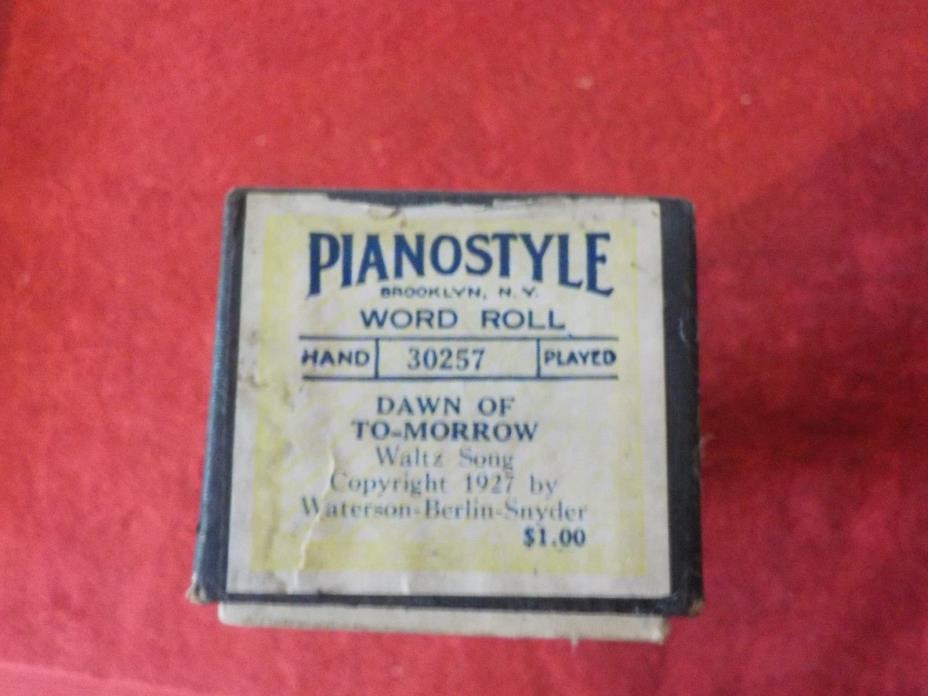 PIANOSTYLE
BROOKLYN, N. Y.
WORD ROLL
HAND 30257 PLAYED
DAWN OF
TO-MORROW
Waltz Song
Copyright 1927 by
Waterson-Berlin-Snyder
$1.00